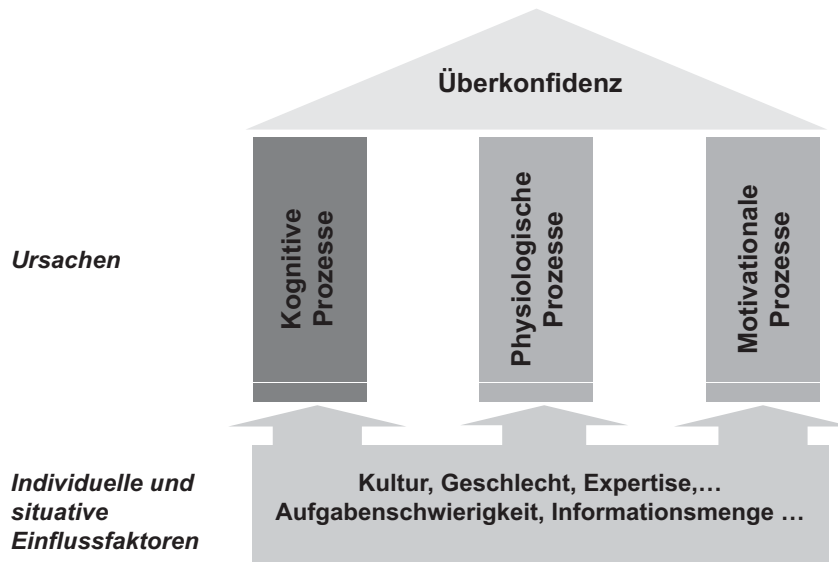 Überkonfidenz
Ursachen
Kognitive
Prozesse
Physiologische
Prozesse
Motivationale
Prozesse
Individuelle und
situative
Einflussfaktoren
Kultur, Geschlecht, Expertise,…
Aufgabenschwierigkeit, Informationsmenge …